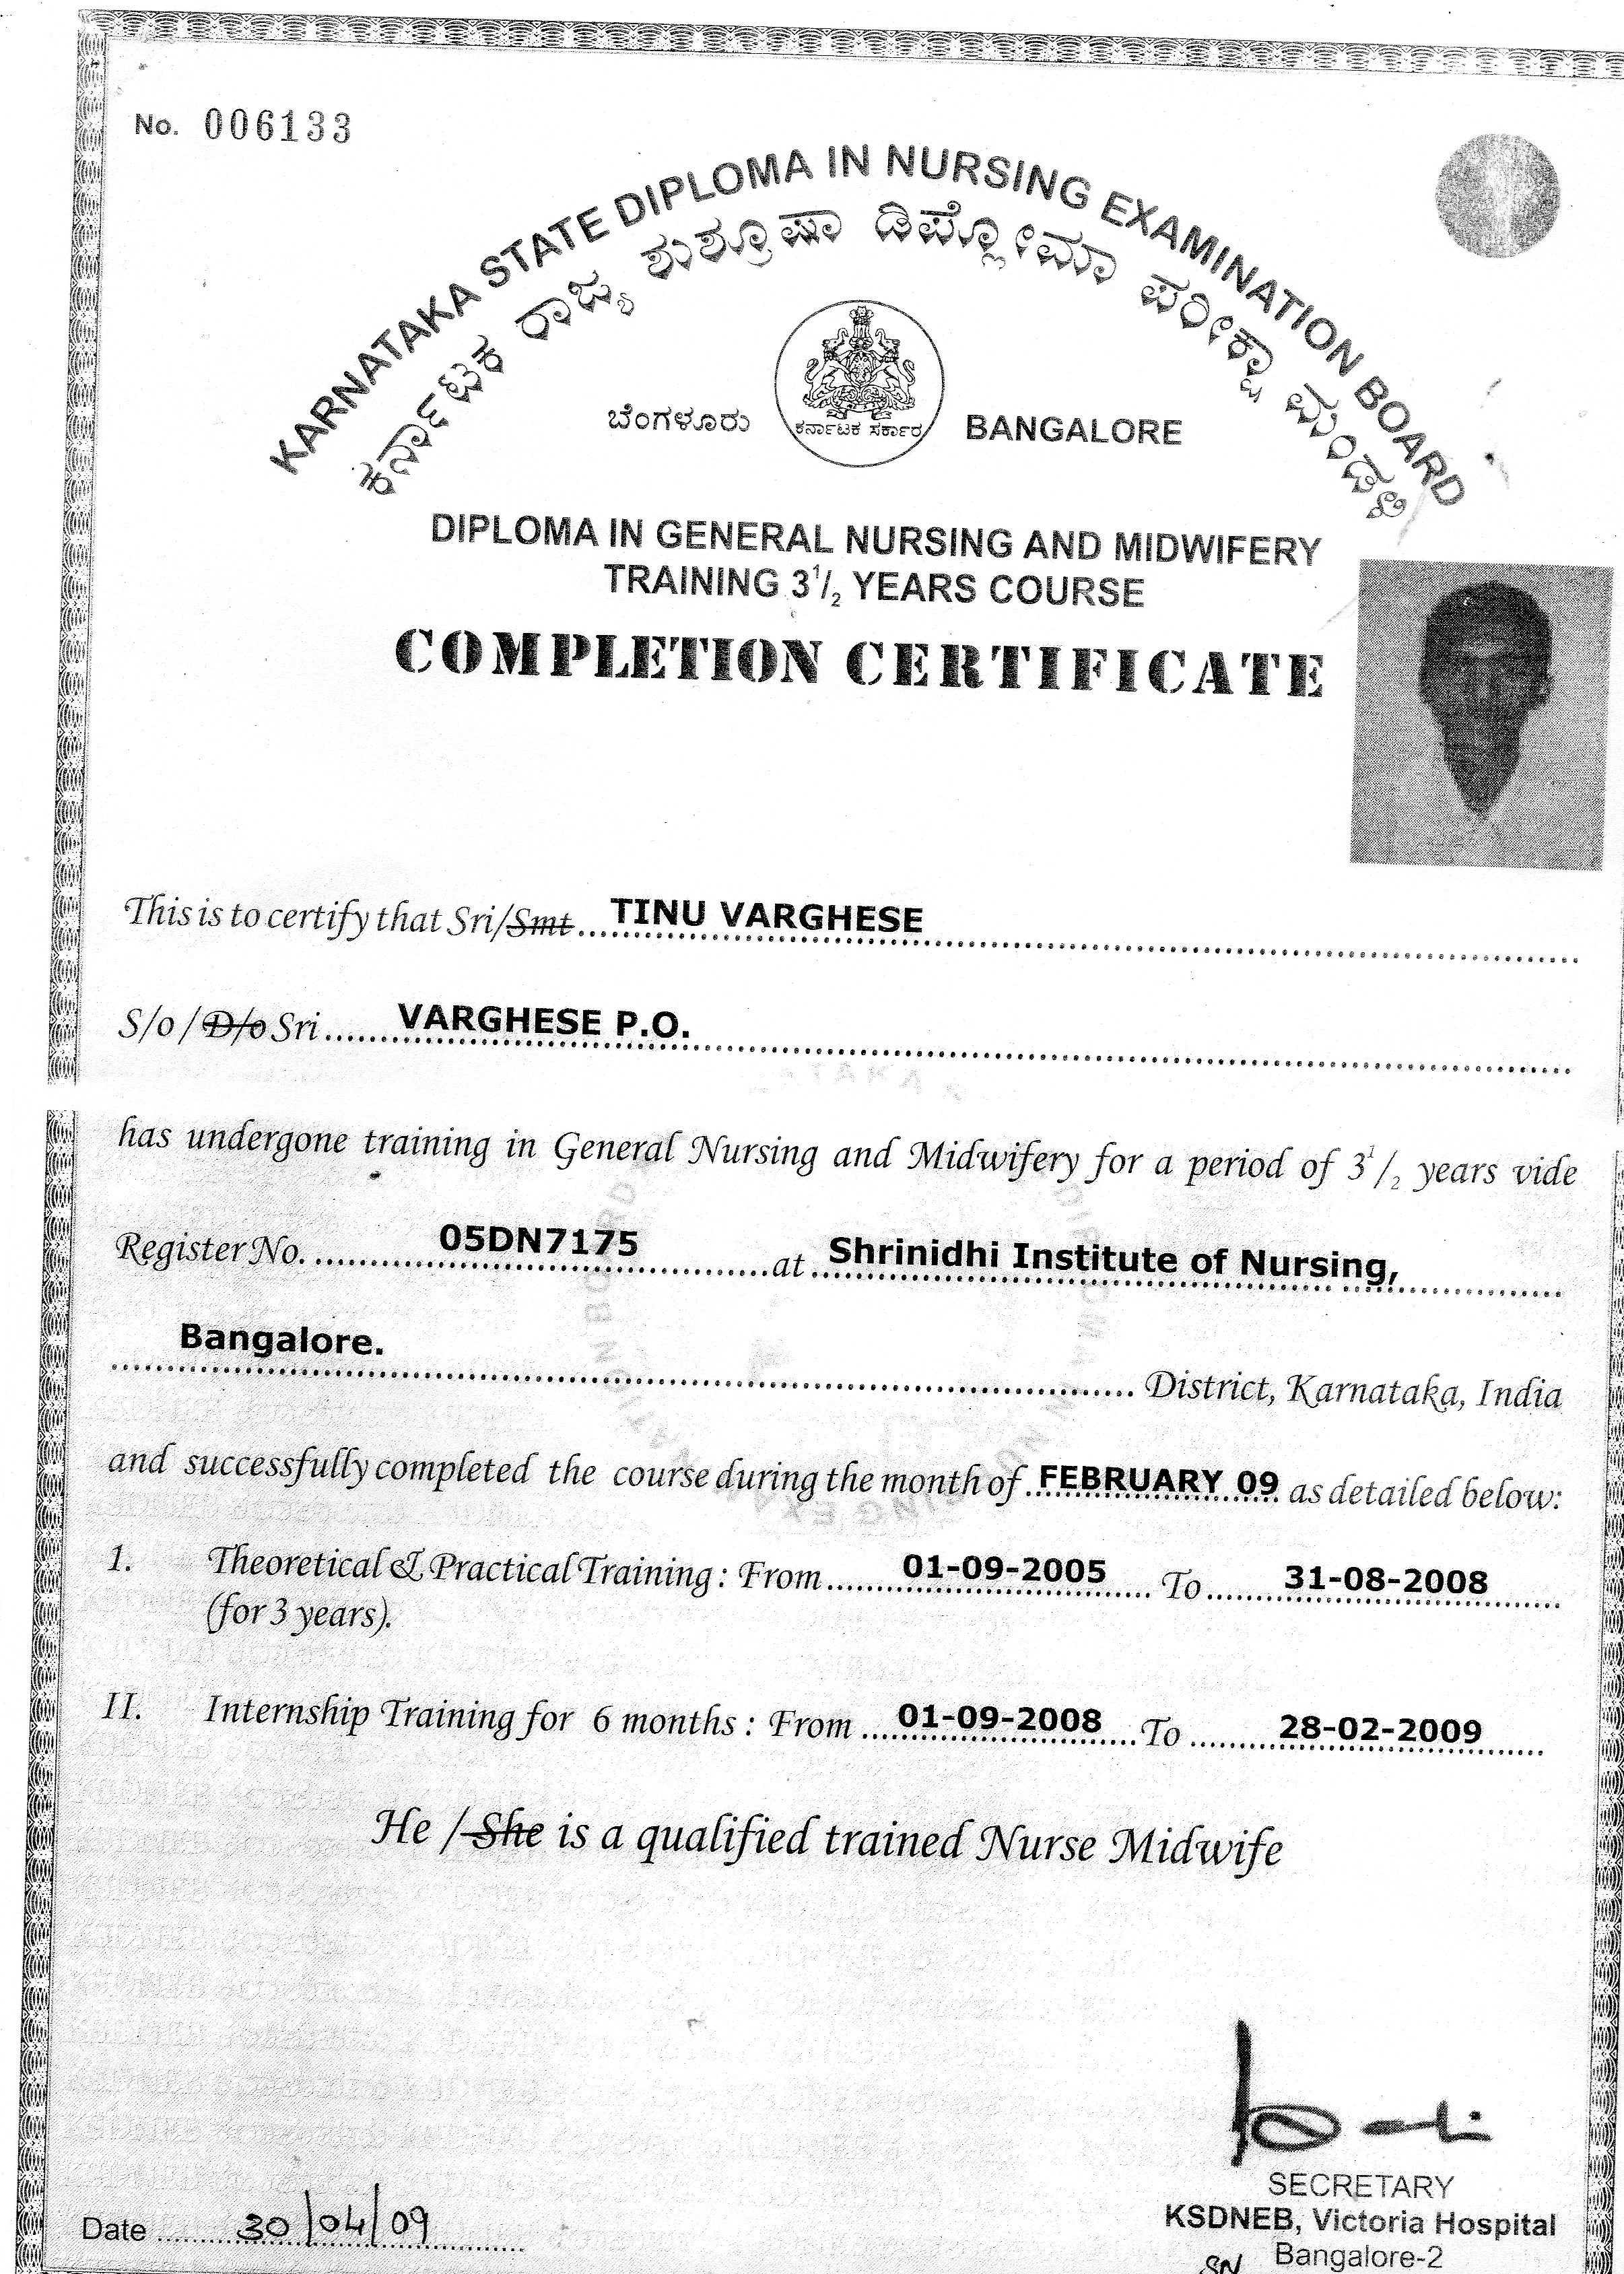 No. 006133
KARNATAKA STATE DIPLOMA IN NURSING EXAMINATION BOARD
ಕರ್ನಾಟಕ ರಾಜ್ಯ ಶುಶ್ರೂಷಾ ಡಿಪ್ಲೋಮಾ ಪರೀಕ್ಷಾ ಮಂಡಳಿ
ಬೆಂಗಳೂರು
ಕರ್ನಾಟಕ ಸರ್ಕಾರ
BANGALORE
DIPLOMA IN GENERAL NURSING AND MIDWIFERY
TRAINING 3 1/2 YEARS COURSE
COMPLETION CERTIFICATE
This is to certify that Sri/Smt TINU VARGHESE
S/o / D/o Sri VARGHESE P.O.
has undergone training in General Nursing and Midwifery for a period of 3 1/2 years vide
Register No. 05DN7175 at Shrinidhi Institute of Nursing,
Bangalore. District, Karnataka, India
and successfully completed the course during the month of FEBRUARY 09 as detailed below:
I. Theoretical & Practical Training : From 01-09-2005 To 31-08-2008
(for 3 years).
II. Internship Training for 6 months : From 01-09-2008 To 28-02-2009
He / She is a qualified trained Nurse Midwife
SECRETARY
KSDNEB, Victoria Hospital
Bangalore-2
Date 30/04/09